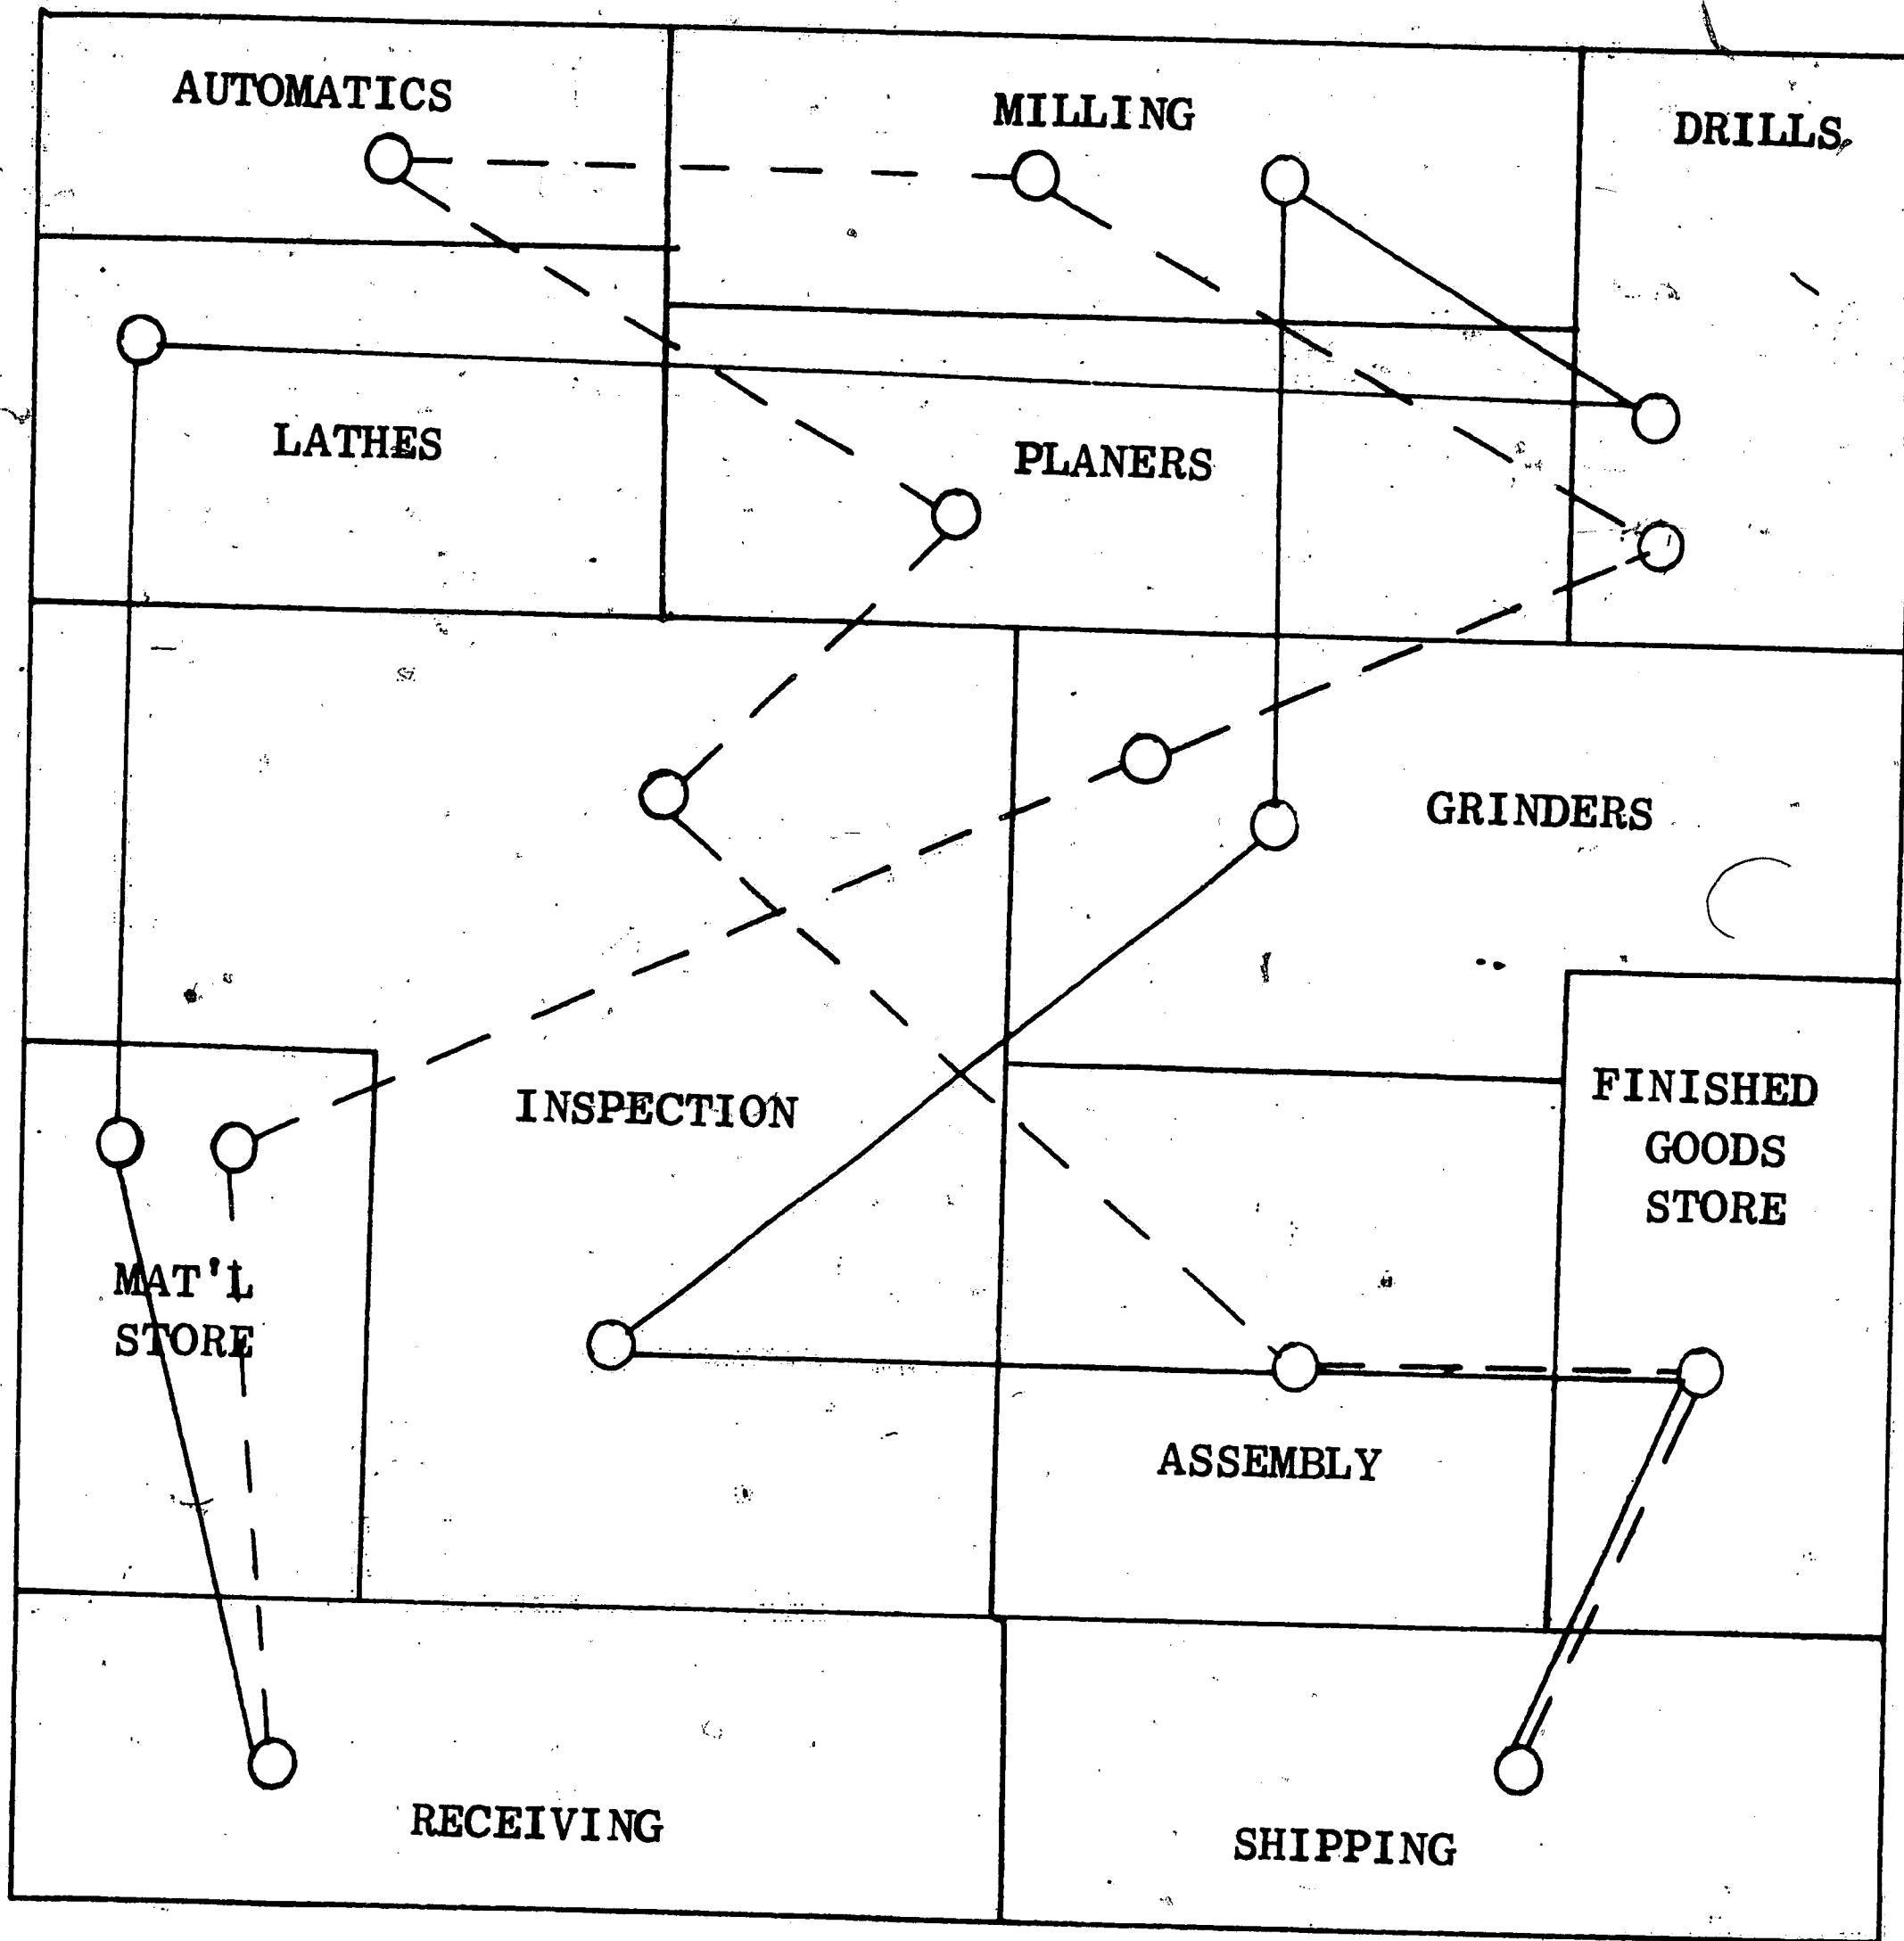 AUTOMATICS
MILLING
DRILLS
LATHES
PLANERS
GRINDERS
INSPECTION
FINISHED
GOODS
STORE
MAT'L
STORE
ASSEMBLY
RECEIVING
SHIPPING